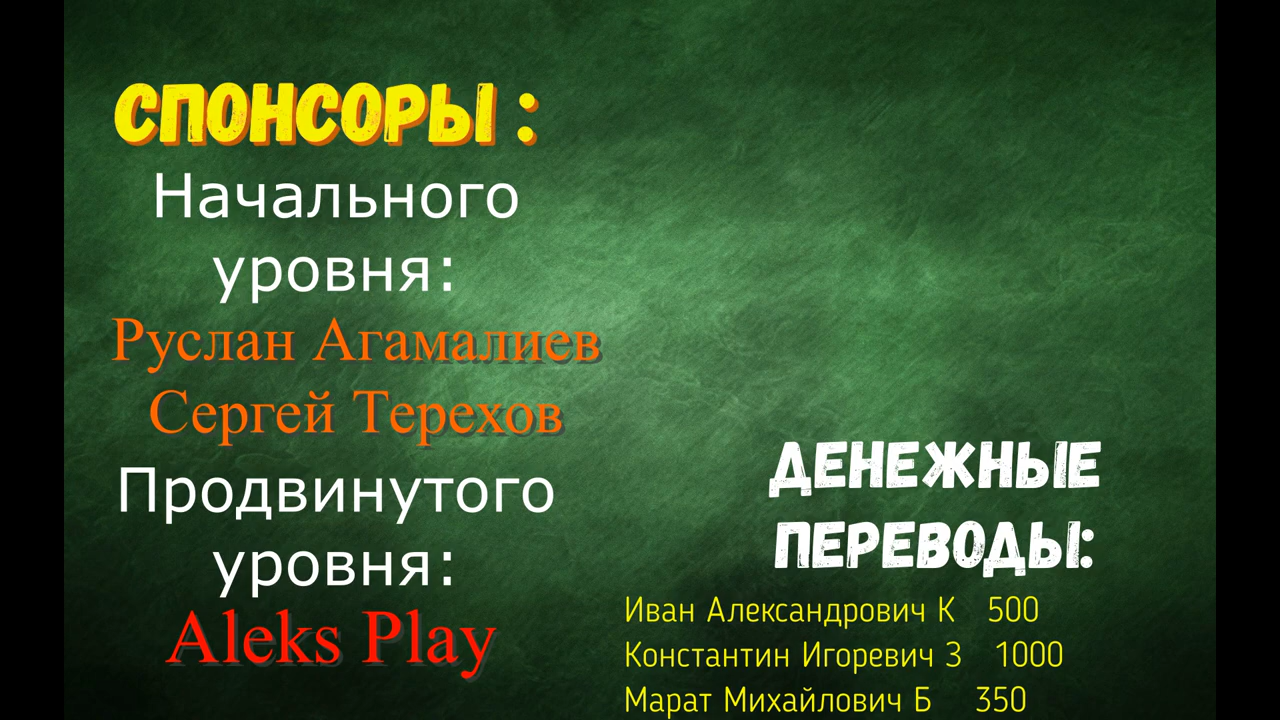 СПОНСОРЫ :
Начального
уровня:
Руслан Агамалиев
Сергей Терехов
Продвинутого
уровня:
Aleks Play
ДЕНЕЖНЫЕ
ПЕРЕВОДЫ:
Иван Александрович К 500
Константин Игоревич З 1000
Марат Михайлович Б 350